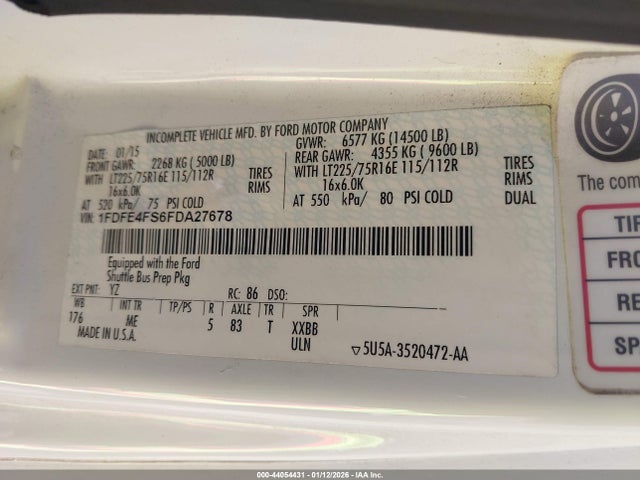 INCOMPLETE VEHICLE MFD. BY FORD MOTOR COMPANY
DATE: 01/15 GVWR: 6577 KG (14500 LB)
FRONT GAWR: 2268 KG ( 5000 LB) REAR GAWR: 4355 KG ( 9600 LB)
WITH LT225/75R16E 115/112R TIRES WITH LT225/75R16E 115/112R TIRES
16x6.0K RIMS 16x6.0K RIMS
AT 520 kPa/ 75 PSI COLD AT 550 kPa/ 80 PSI COLD DUAL
VIN: 1FDFE4FS6FDA27678
Equipped with the Ford
Shuttle Bus Prep Pkg
EXT PNT: YZ RC: 86 DSO:
WB INT TR TP/PS R AXLE TR SPR
176 ME 5 83 T XXBB
MADE IN U.S.A. ULN ▽5U5A-3520472-AA
The com
TIF
FRO
RE
SP
000-44054431 - 01/12/2026 - IAA Inc.